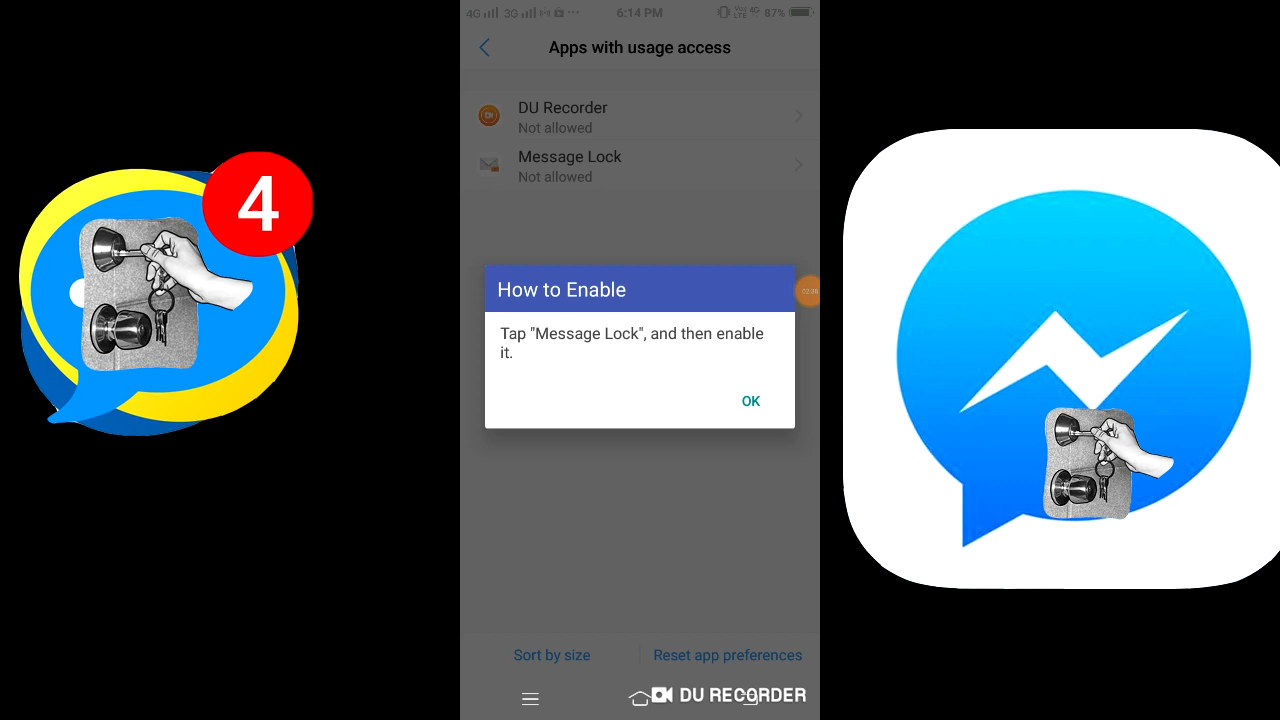 4G 3G 6:14 PM 4G 87%
Apps with usage access
DU Recorder
Not allowed
Message Lock
Not allowed
4
How to Enable
Tap "Message Lock", and then enable
it.
OK
Sort by size
Reset app preferences
DU RECORDER